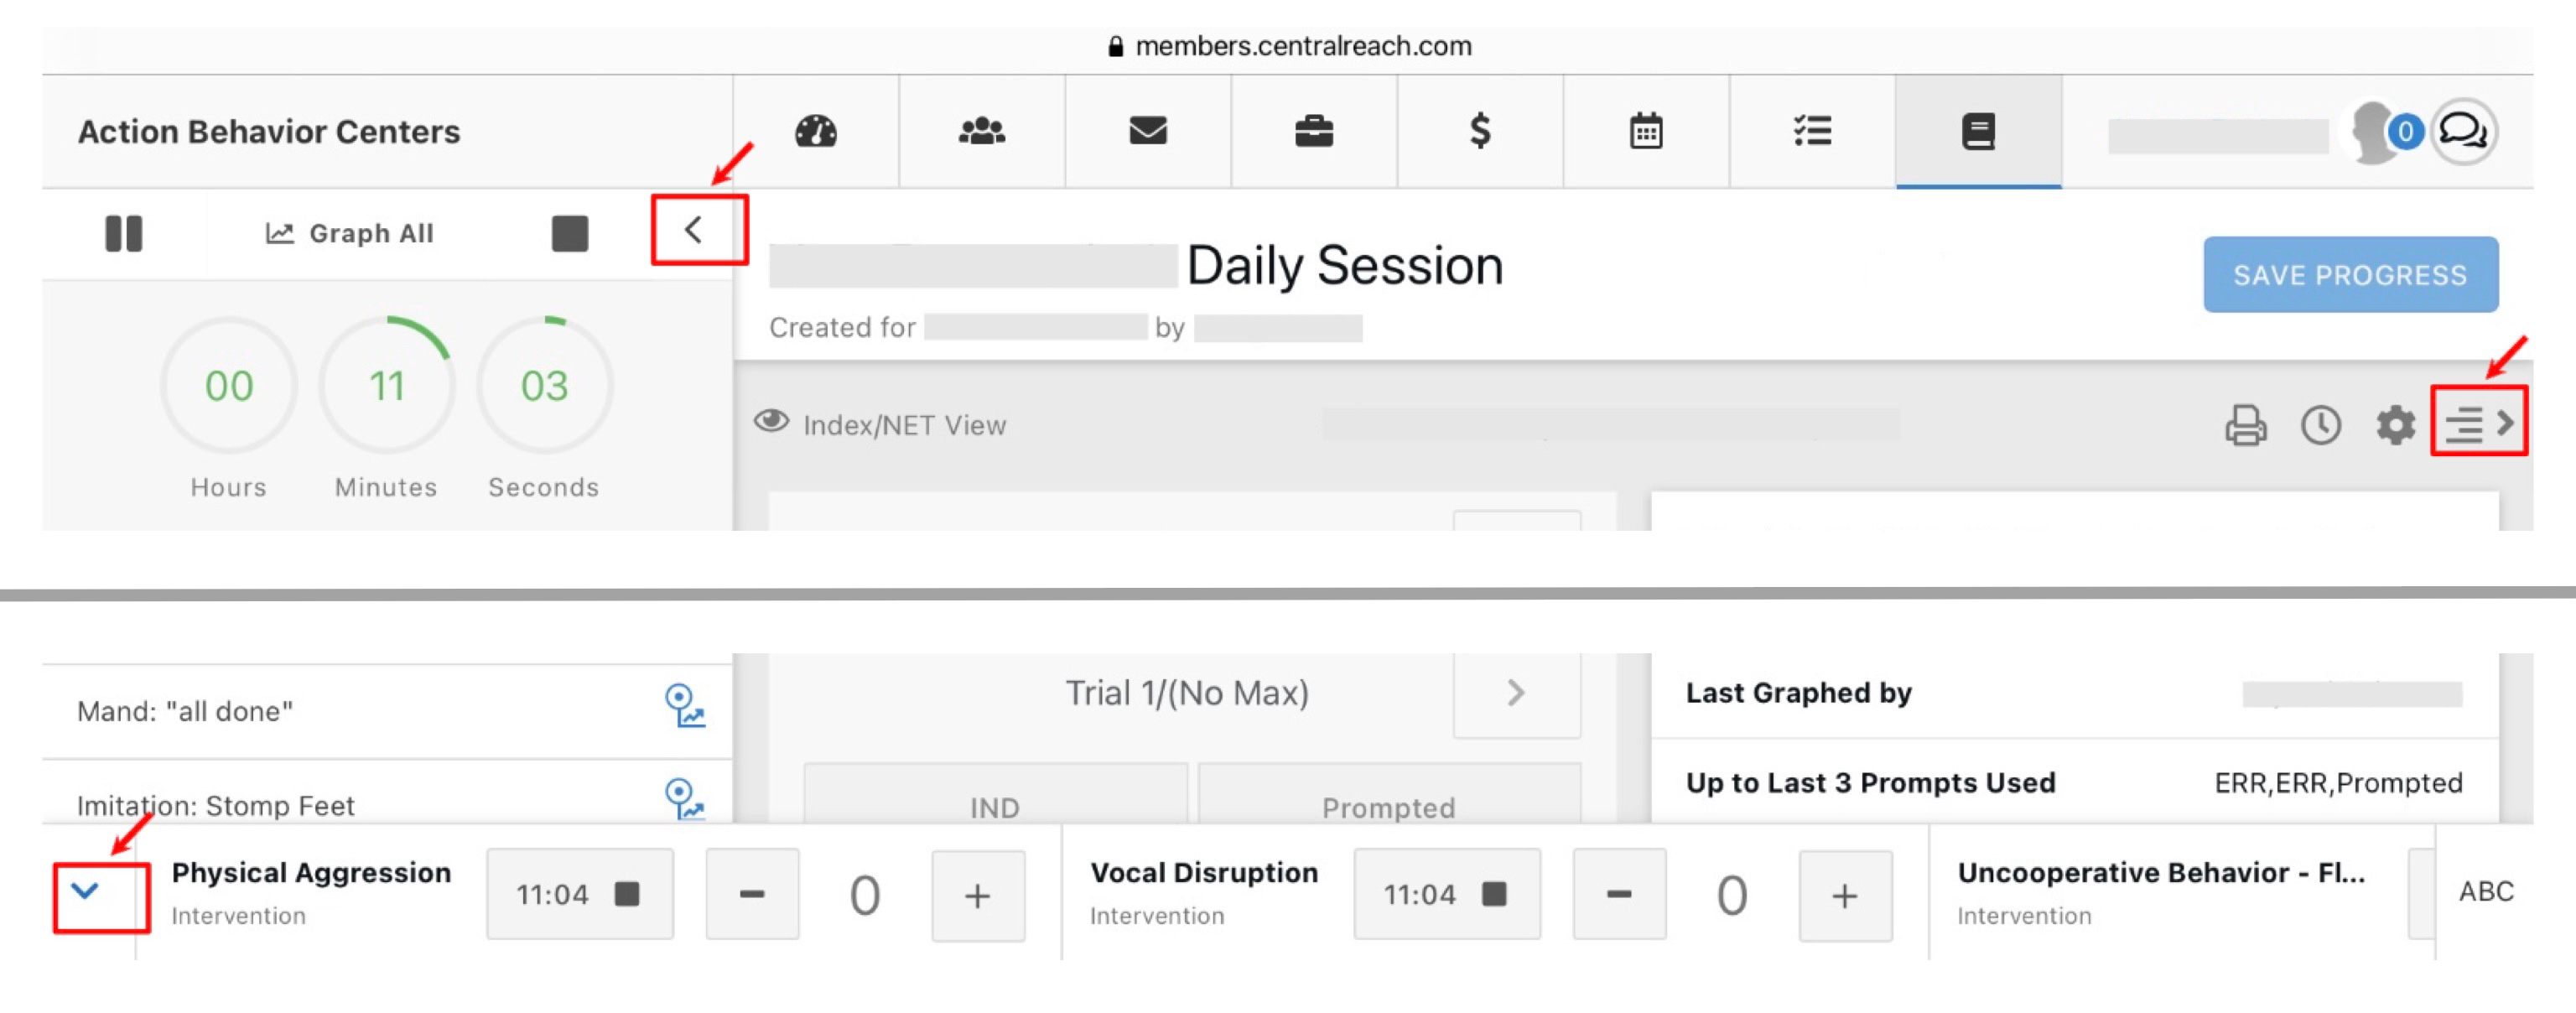 members.centralreach.com
Action Behavior Centers
0
Graph All
Daily Session
SAVE PROGRESS
Created for by
00 11 03
Hours Minutes Seconds
Index/NET View
Mand: "all done"
Trial 1/(No Max)
Last Graphed by
Imitation: Stomp Feet
IND Prompted
Up to Last 3 Prompts Used ERR,ERR,Prompted
Physical Aggression
Intervention
11:04 - 0 +
Vocal Disruption
Intervention
11:04 - 0 +
Uncooperative Behavior - Fl...
Intervention
ABC